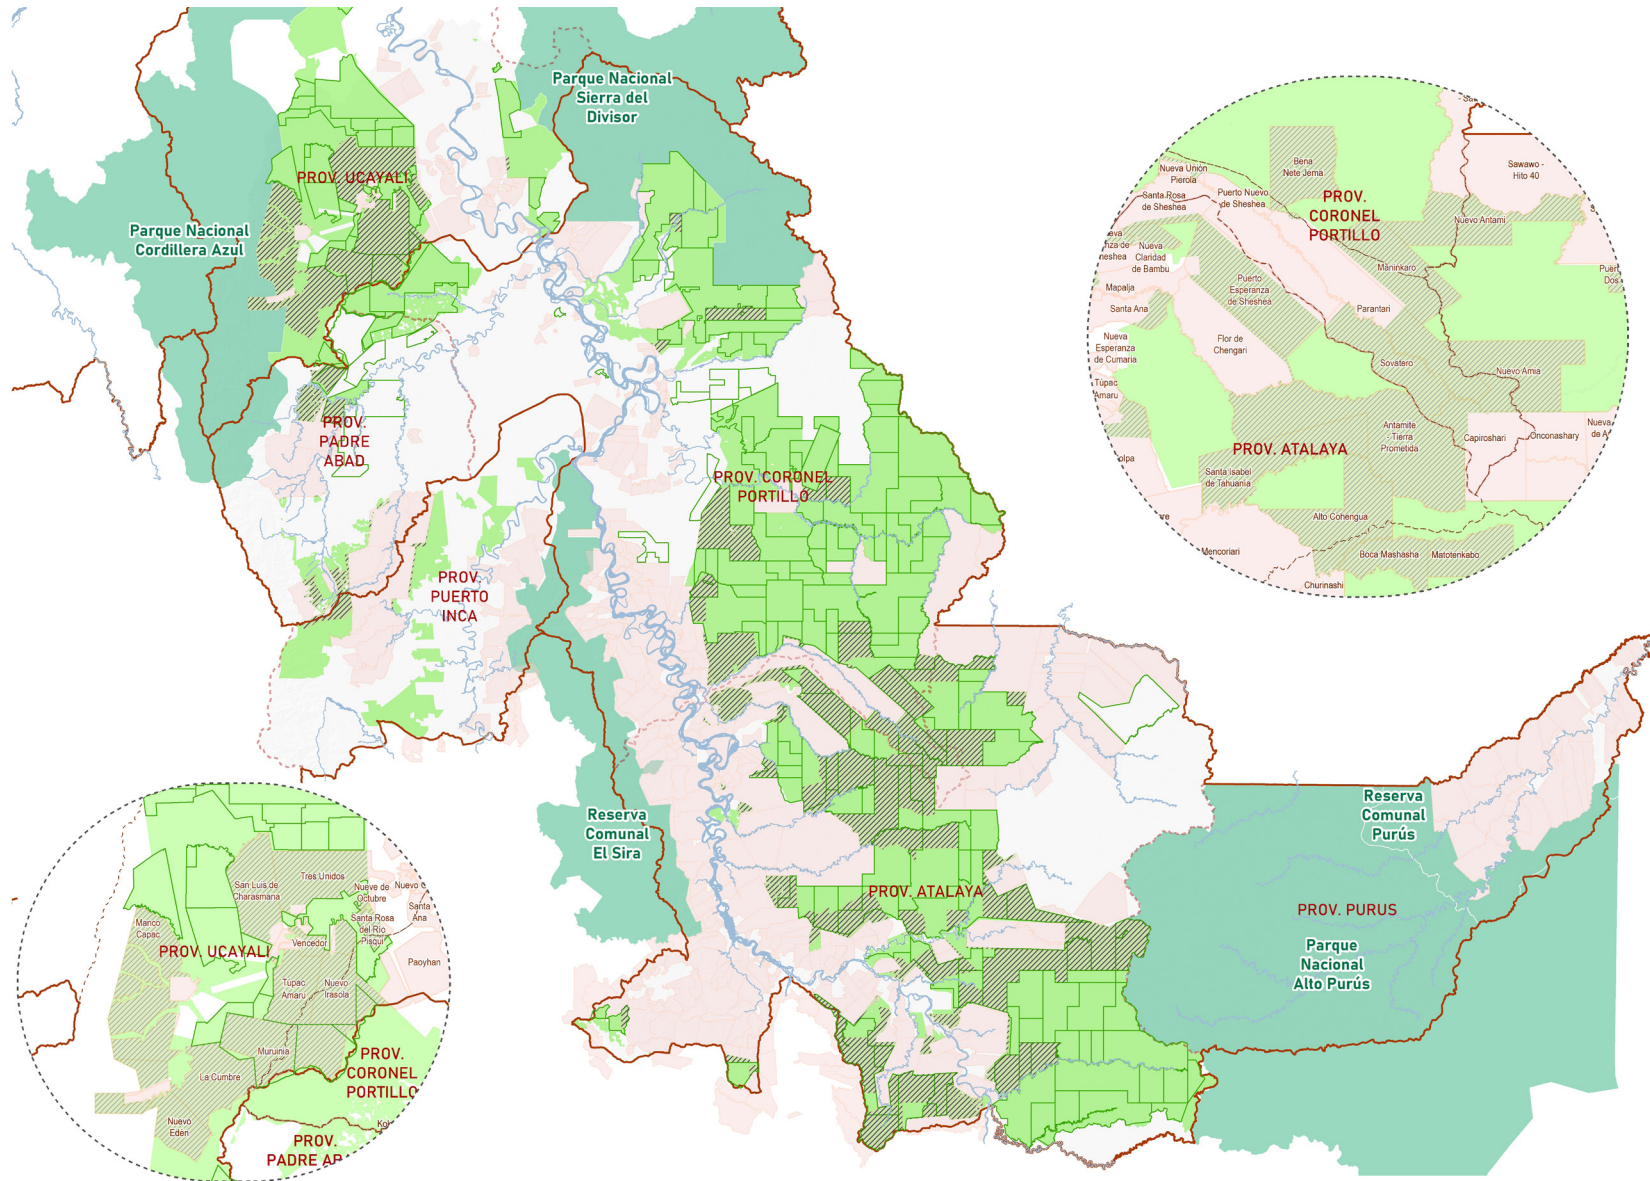 Parque Nacional
Sierra del
Divisor
PROV. UCAYALI
Parque Nacional
Cordillera Azul
PROV.
PADRE
ABAD
PROV. CORONEL
PORTILLO
PROV.
PUERTO
INCA
Reserva
Comunal
El Sira
PROV. ATALAYA
Reserva
Comunal
Purús
PROV. PURUS
Parque
Nacional
Alto Purús
Bena
Nete Jema
Sawawo -
Hito 40
Nueva Unión
Pierola
Santa Rosa
de Sheshea
Puerto Nuevo
de Sheshea
PROV.
CORONEL
PORTILLO
Nuevo Antami
Nueva
Claridad
de Bambu
Maninkaro
Mapalja
Puerto
Esperanza
de Sheshea
Santa Ana
Parantari
Nueva
Esperanza
de Cumaria
Flor de
Chengari
Sovatero
Nuevo Amia
Túpac
Amaru
Antamite
- Tierra
Prometida
Capiroshari
Onconashary
PROV. ATALAYA
Santa Isabel
de Tahuanía
Alto Cohengua
Mencoriari
Boca Mashasha
Matotenkabo
Churinashi
Tres Unidos
San Luis de
Charasmana
Nueve de
Octubre
Manco
Capac
Santa Rosa
del Río
Pisqui
Santa
Ana
PROV. UCAYALI
Vencedor
Paoyhan
Tupac
Amaru
Nuevo
Irasola
Muruinia
PROV.
CORONEL
PORTILLO
La Cumbre
Nuevo
Eden
PROV.
PADRE AB